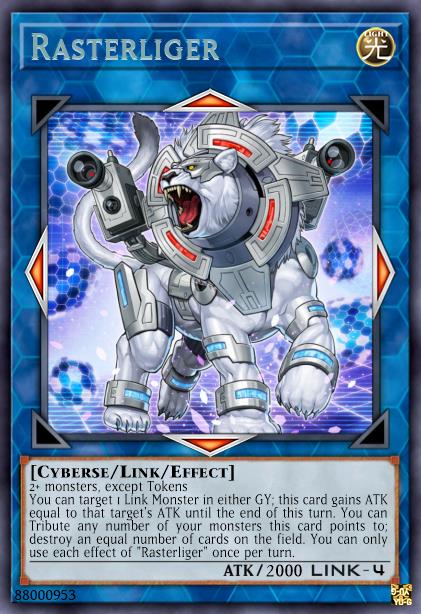 RASTERLIGER
LIGHT
光
[CYBERSE/LINK/EFFECT]
2+ monsters, except Tokens
You can target 1 Link Monster in either GY; this card gains ATK
equal to that target's ATK until the end of this turn. You can
Tribute any number of your monsters this card points to;
destroy an equal number of cards on the field. You can only
use each effect of "Rasterliger" once per turn.
ATK/2000 LINK-4
88000953